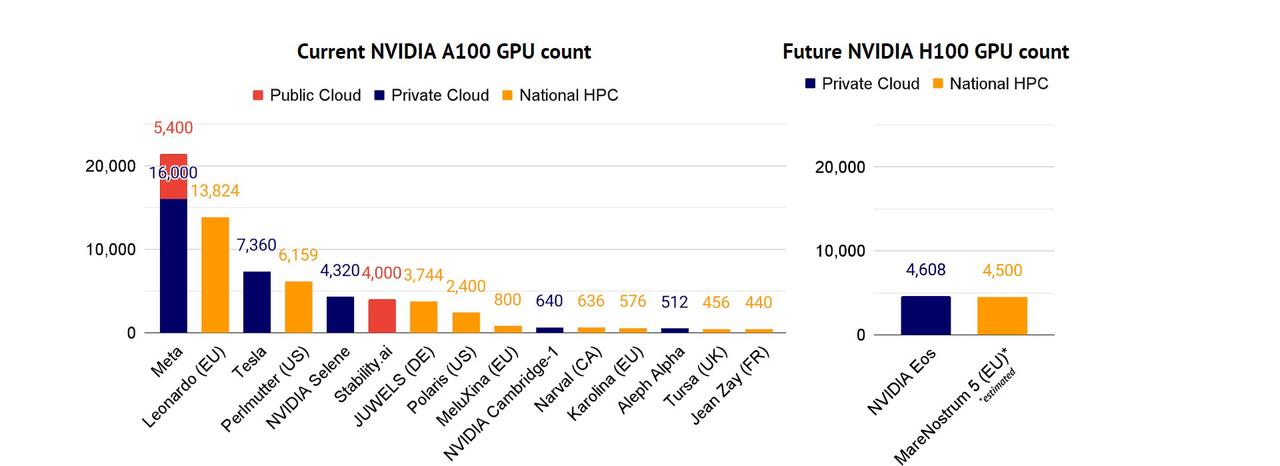 Current NVIDIA A100 GPU count
Public Cloud Private Cloud National HPC
5,400
16,000
13,824
7,360
6,159
4,320
4,000
3,744
2,400
800
640
636
576
512
456
440
20,000
10,000
0
Meta
Leonardo (EU)
Tesla
Perlmutter (US)
NVIDIA Selene
Stability.ai
JUWELS (DE)
Polaris (US)
MeluXina (EU)
NVIDIA Cambridge-1
Narval (CA)
Karolina (EU)
Aleph Alpha
Tursa (UK)
Jean Zay (FR)
Future NVIDIA H100 GPU count
Private Cloud National HPC
20,000
10,000
0
4,608
4,500
NVIDIA Eos
MareNostrum 5 (EU)*
*estimated